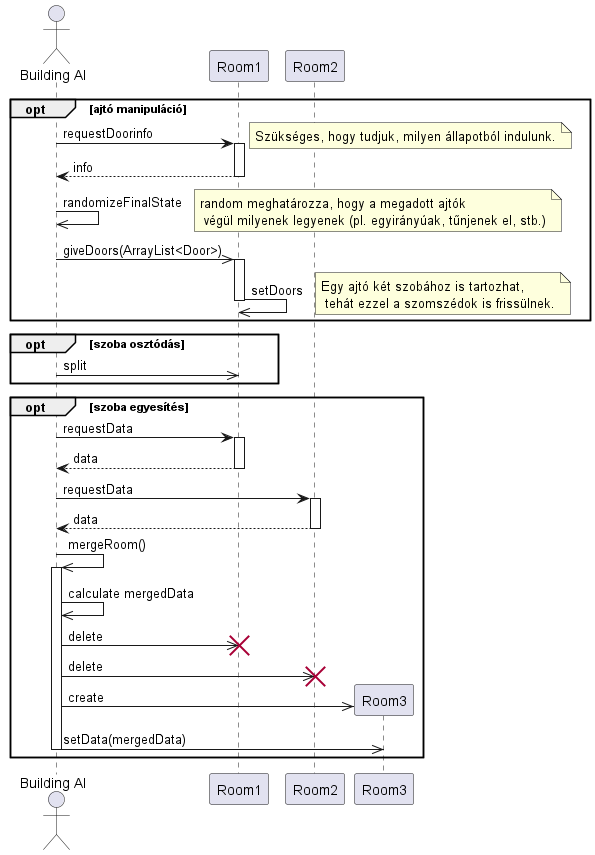 Building AI
Room1
Room2
opt
[ajtó manipuláció]
requestDoorinfo
Szükséges, hogy tudjuk, milyen állapotból indulunk.
info
randomizeFinalState
random meghatározza, hogy a megadott ajtók
végül milyenek legyenek (pl. egyirányúak, tűnjenek el, stb.)
giveDoors(ArrayList<Door>)
setDoors
Egy ajtó két szobához is tartozhat,
tehát ezzel a szomszédok is frissülnek.
opt
[szoba osztódás]
split
opt
[szoba egyesítés]
requestData
data
requestData
data
mergeRoom()
calculate mergedData
delete
delete
create
Room3
setData(mergedData)
Building AI
Room1
Room2
Room3